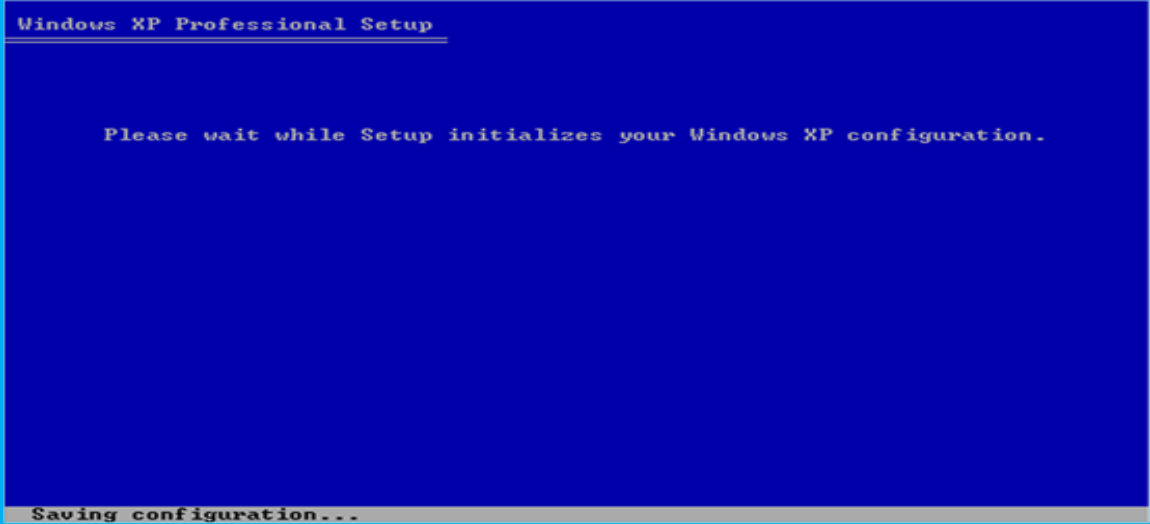 Windows XP Professional Setup
Please wait while Setup initializes your Windows XP configuration.
Saving configuration...